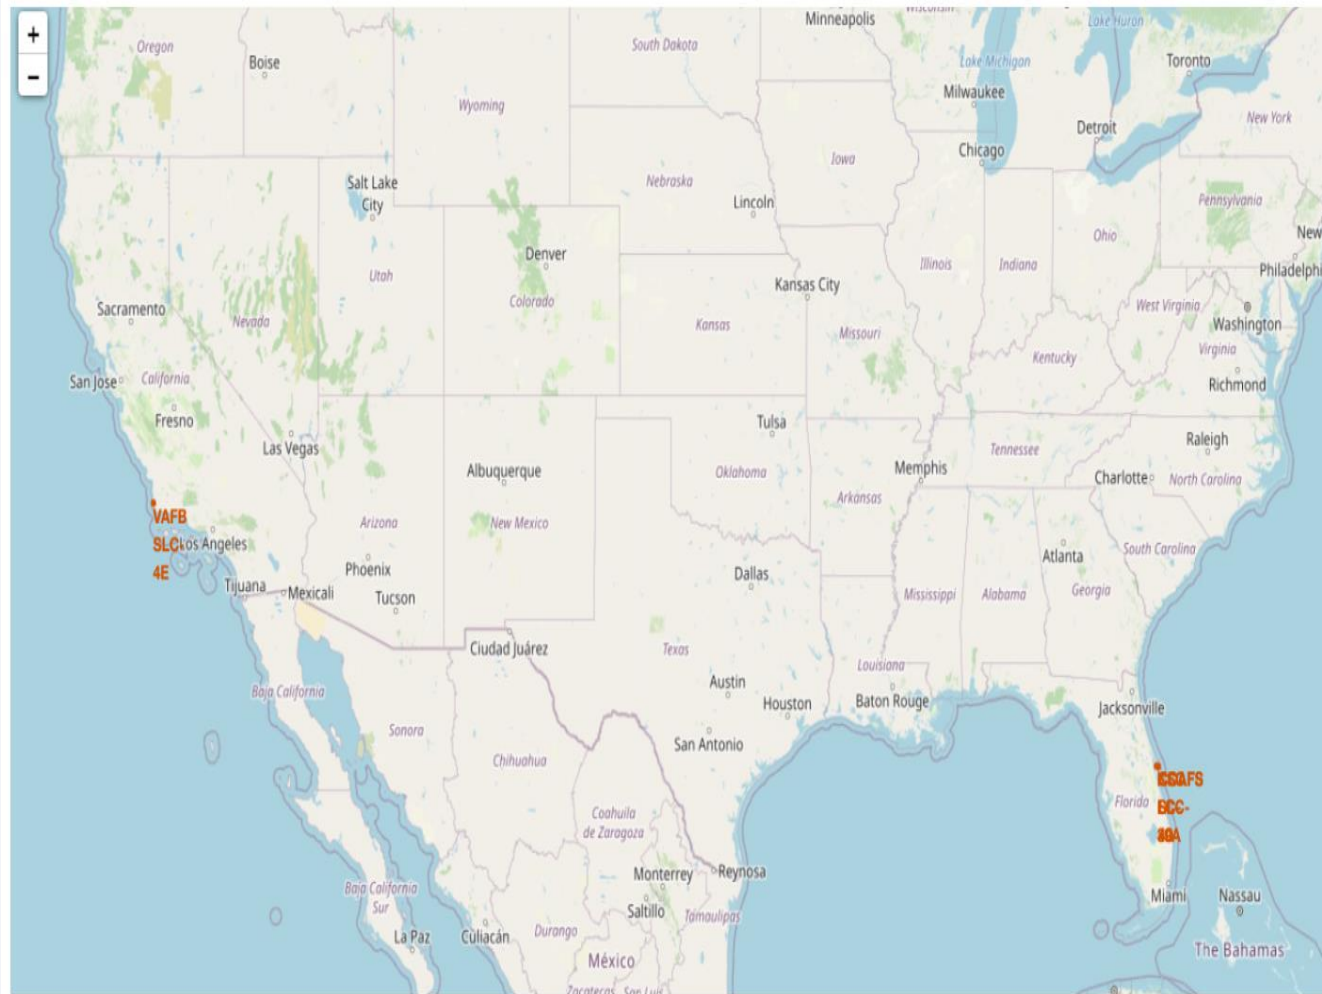 +
−
Minneapolis
Lake Huron
Oregon
South Dakota
Boise
Lake Michigan
Toronto
Milwaukee
Wyoming
New York
Detroit
Chicago
Iowa
Salt Lake
City
Nebraska
Lincoln
Pennsylvania
Ohio
New
Denver
Illinois
Indiana
Philadelphi
Utah
Kansas City
Colorado
West Virginia
Sacramento
Nevada
Kansas
Missouri
Washington
Virginia
Kentucky
San Jose
California
Richmond
Fresno
Tulsa
Las Vegas
Raleigh
Tennessee
Albuquerque
Oklahoma
Memphis
Charlotte
North Carolina
Arkansas
VAFB
Arizona
New Mexico
SLC-
Los Angeles
South Carolina
Atlanta
4E
Phoenix
Dallas
Tijuana
Mexicali
Tucson
Mississippi
Alabama
Georgia
Ciudad Juárez
Texas
Louisiana
Austin
Baja California
Houston
Baton Rouge
Jacksonville
Sonora
San Antonio
Chihuahua
Florida
Coahuila
de Zaragoza
Monterrey
Reynosa
Baja California
Sur
Miami
Nassau
Saltillo
Tamaulipas
La Paz
Culiacán
Durango
The Bahamas
México
Zacatecas
San Luis